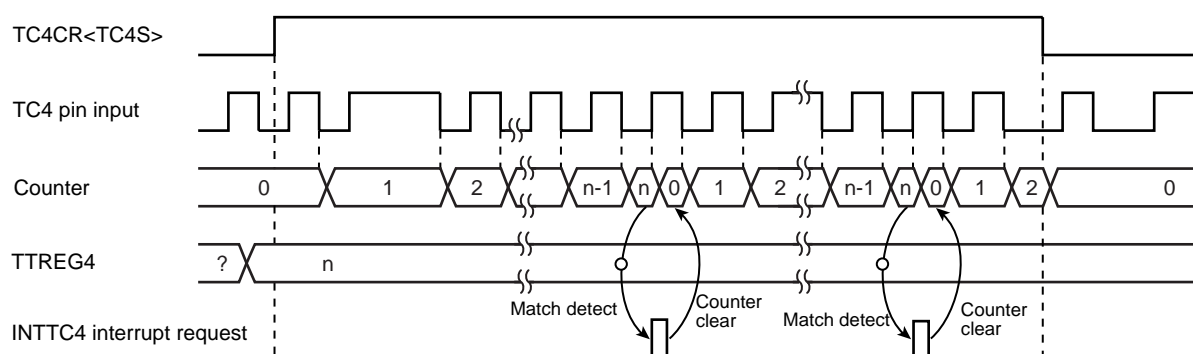 TC4CR<TC4S>
TC4 pin input
Counter
0 1 2 n-1 n 0 1 2 n-1 n 0 1 2 0
TTREG4
? n
Match detect
Counter
clear
Match detect
Counter
clear
INTTC4 interrupt request